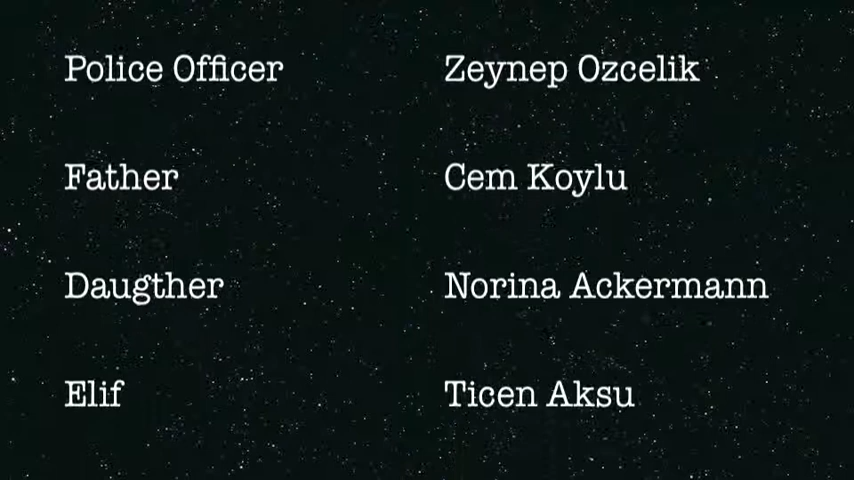 Police Officer Zeynep Ozcelik
Father Cem Koylu
Daugther Norina Ackermann
Elif Ticen Aksu